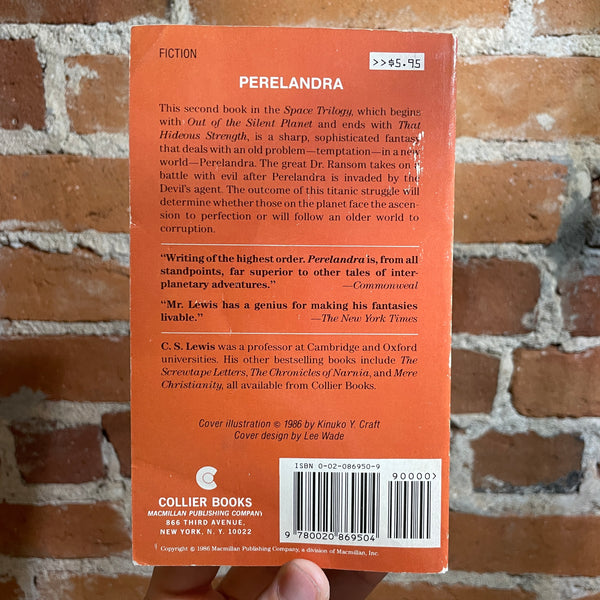 FICTION
>>$5.95
PERELANDRA
This second book in the Space Trilogy, which begins
with Out of the Silent Planet and ends with That
Hideous Strength, is a sharp, sophisticated fantasy
that deals with an old problem—temptation—in a new
world—Perelandra. The great Dr. Ransom takes on
battle with evil after Perelandra is invaded by the
Devil's agent. The outcome of this titanic struggle will
determine whether those on the planet face the ascen-
sion to perfection or will follow an older world to
corruption.
"Writing of the highest order. Perelandra is, from all
standpoints, far superior to other tales of inter-
planetary adventures." —Commonweal
"Mr. Lewis has a genius for making his fantasies
livable." —The New York Times
C. S. Lewis was a professor at Cambridge and Oxford
universities. His other bestselling books include The
Screwtape Letters, The Chronicles of Narnia, and Mere
Christianity, all available from Collier Books.
Cover illustration © 1986 by Kinuko Y. Craft
Cover design by Lee Wade
ISBN 0-02-086950-9
90000>
9 780020 869504
COLLIER BOOKS
MACMILLAN PUBLISHING COMPANY
866 THIRD AVENUE,
NEW YORK, N. Y. 10022
Copyright © 1986 Macmillan Publishing Company, a division of Macmillan, Inc.